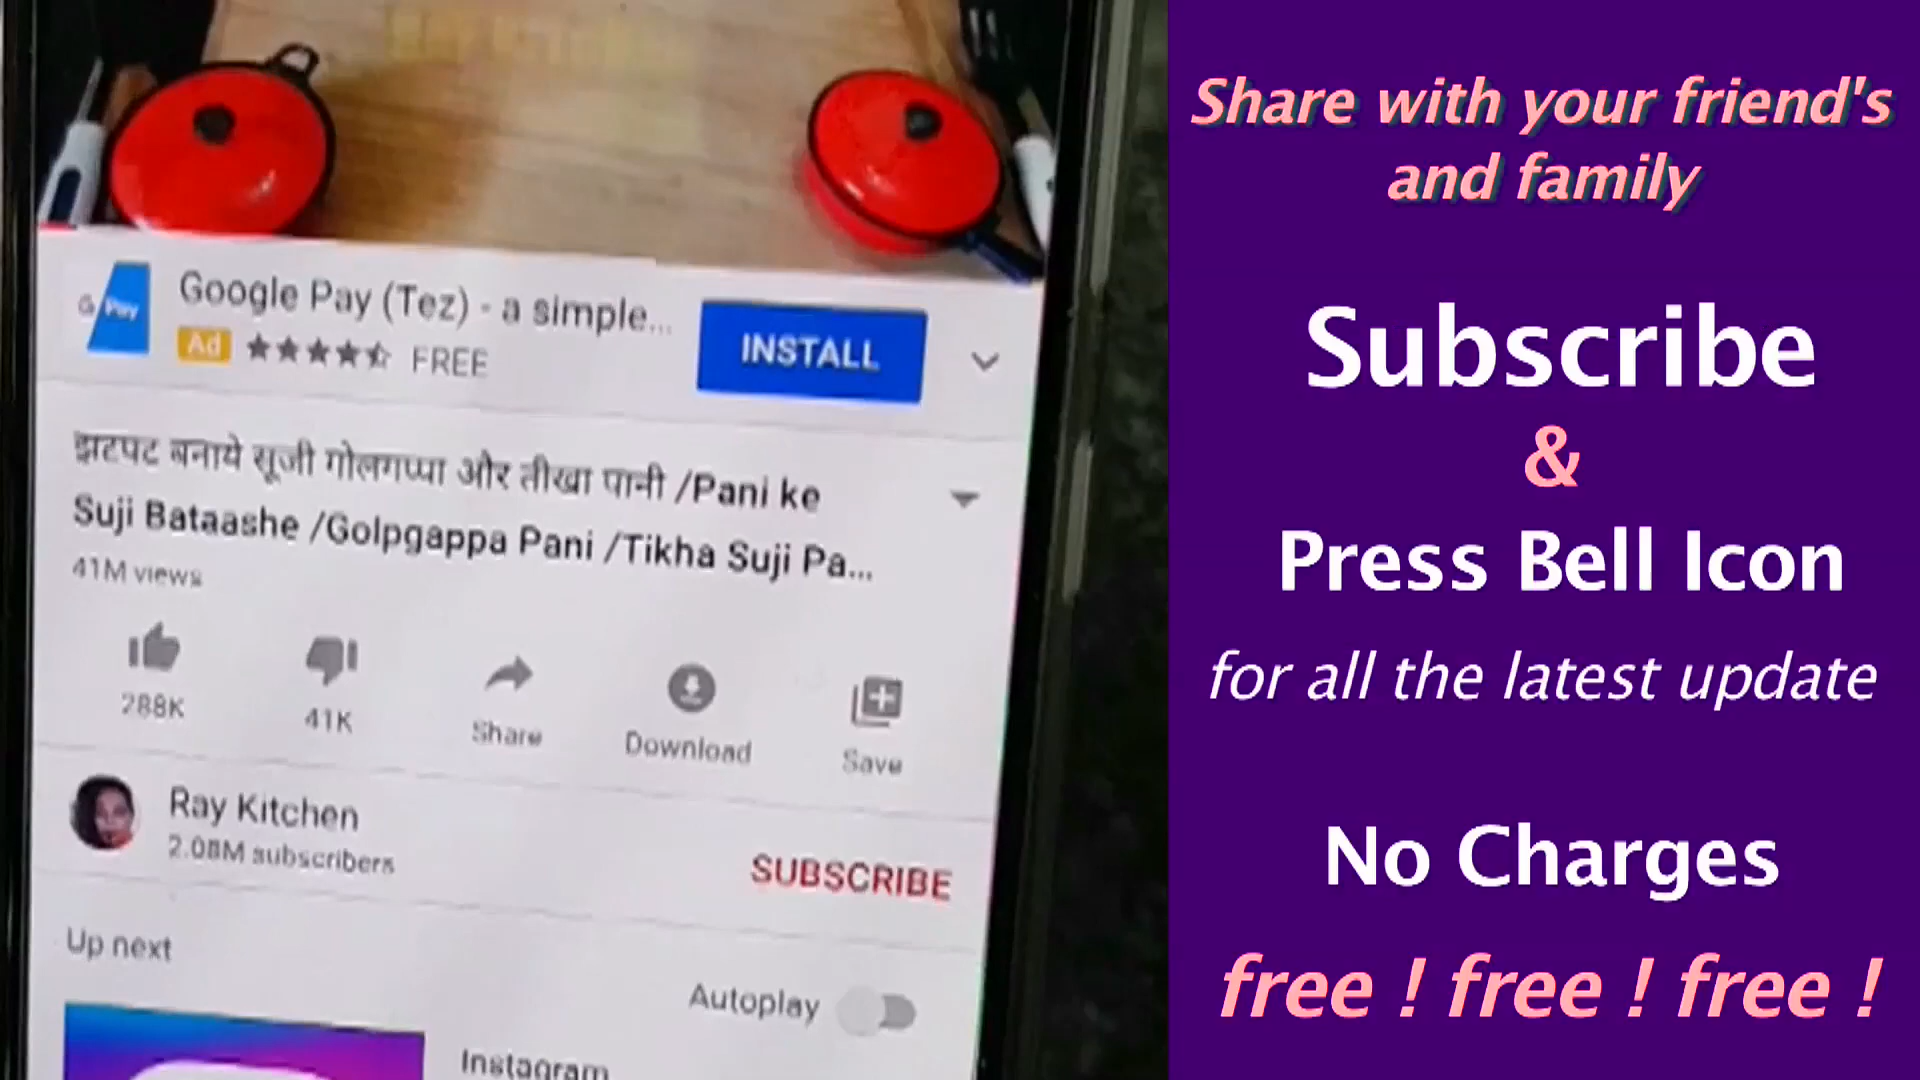 Google Pay (Tez) - a simple...
G Pay
Ad FREE
INSTALL
झटपट बनाये सूजी गोलगप्पा और तीखा पानी /Pani ke
Suji Bataashe /Golpgappa Pani /Tikha Suji Pa...
41M views
288K
41K
Share
Download
Save
Ray Kitchen
2.08M subscribers
SUBSCRIBE
Up next
Autoplay
Instagram
Share with your friend's
and family
Subscribe
&
Press Bell Icon
for all the latest update
No Charges
free ! free ! free !